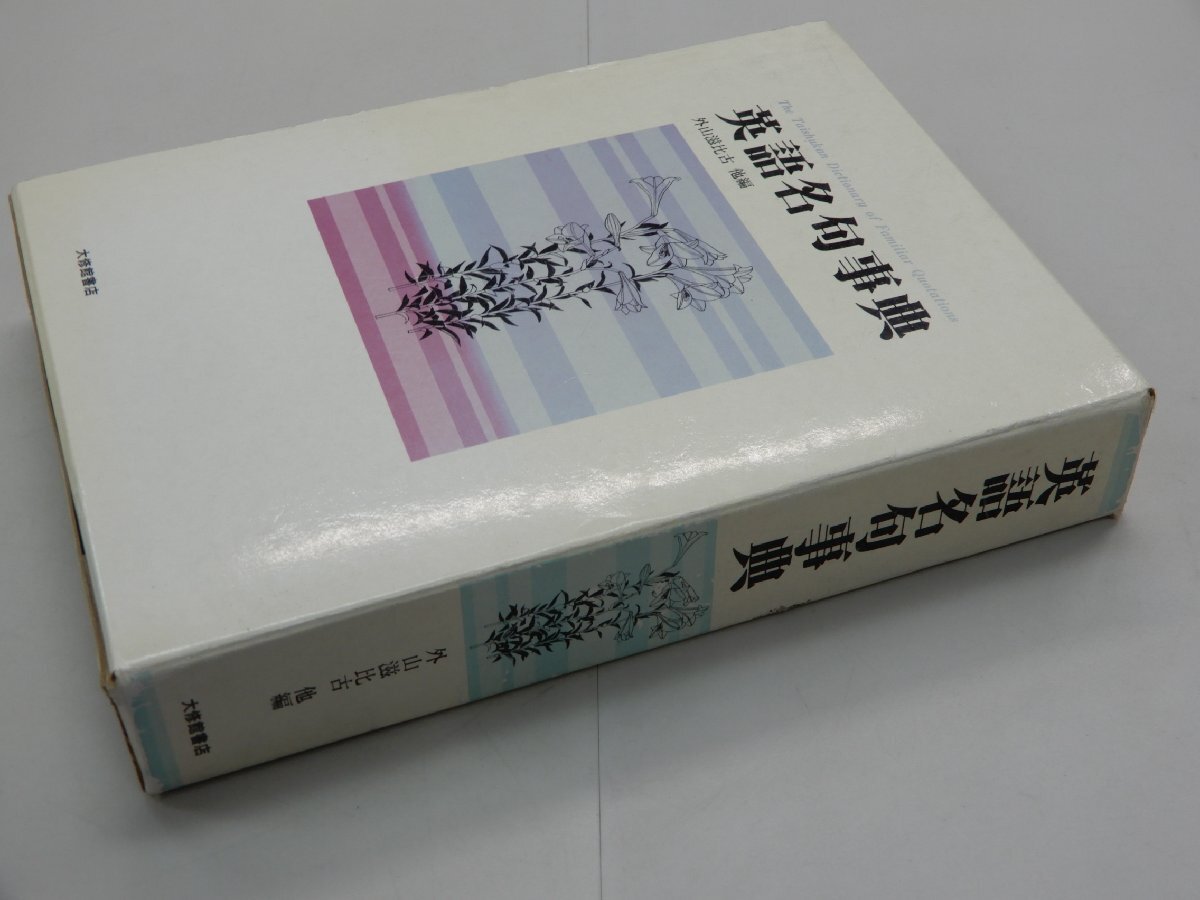 The Taishukan Dictionary of Familiar Quotations
英語名句事典
外山滋比古 他編
大修館書店
英語名句事典
外山滋比古 他編
大修館書店